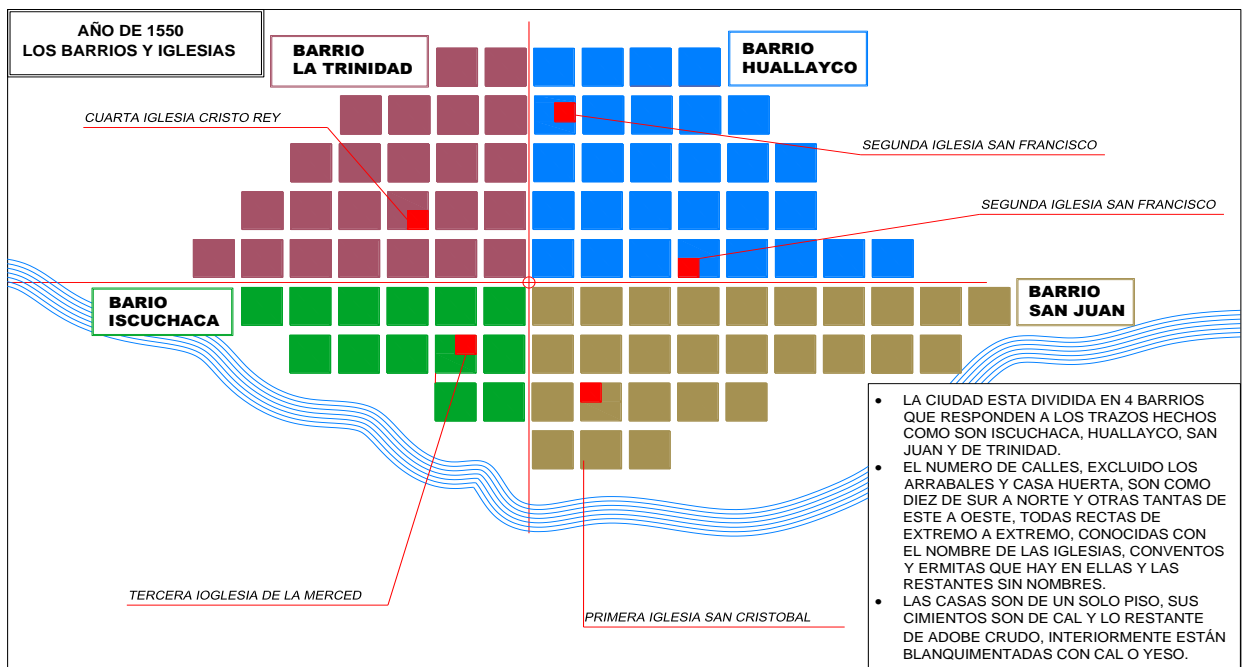 AÑO DE 1550
LOS BARRIOS Y IGLESIAS
BARRIO
LA TRINIDAD
BARRIO
HUALLAYCO
CUARTA IGLESIA CRISTO REY
SEGUNDA IGLESIA SAN FRANCISCO
SEGUNDA IGLESIA SAN FRANCISCO
BARIO
ISCUCHACA
BARRIO
SAN JUAN
TERCERA IOGLESIA DE LA MERCED
PRIMERA IGLESIA SAN CRISTOBAL
• LA CIUDAD ESTA DIVIDIDA EN 4 BARRIOS
QUE RESPONDEN A LOS TRAZOS HECHOS
COMO SON ISCUCHACA, HUALLAYCO, SAN
JUAN Y DE TRINIDAD.
• EL NUMERO DE CALLES, EXCLUIDO LOS
ARRABALES Y CASA HUERTA, SON COMO
DIEZ DE SUR A NORTE Y OTRAS TANTAS DE
ESTE A OESTE, TODAS RECTAS DE
EXTREMO A EXTREMO, CONOCIDAS CON
EL NOMBRE DE LAS IGLESIAS, CONVENTOS
Y ERMITAS QUE HAY EN ELLAS Y LAS
RESTANTES SIN NOMBRES.
• LAS CASAS SON DE UN SOLO PISO, SUS
CIMIENTOS SON DE CAL Y LO RESTANTE
DE ADOBE CRUDO, INTERIORMENTE ESTÁN
BLANQUIMENTADAS CON CAL O YESO.